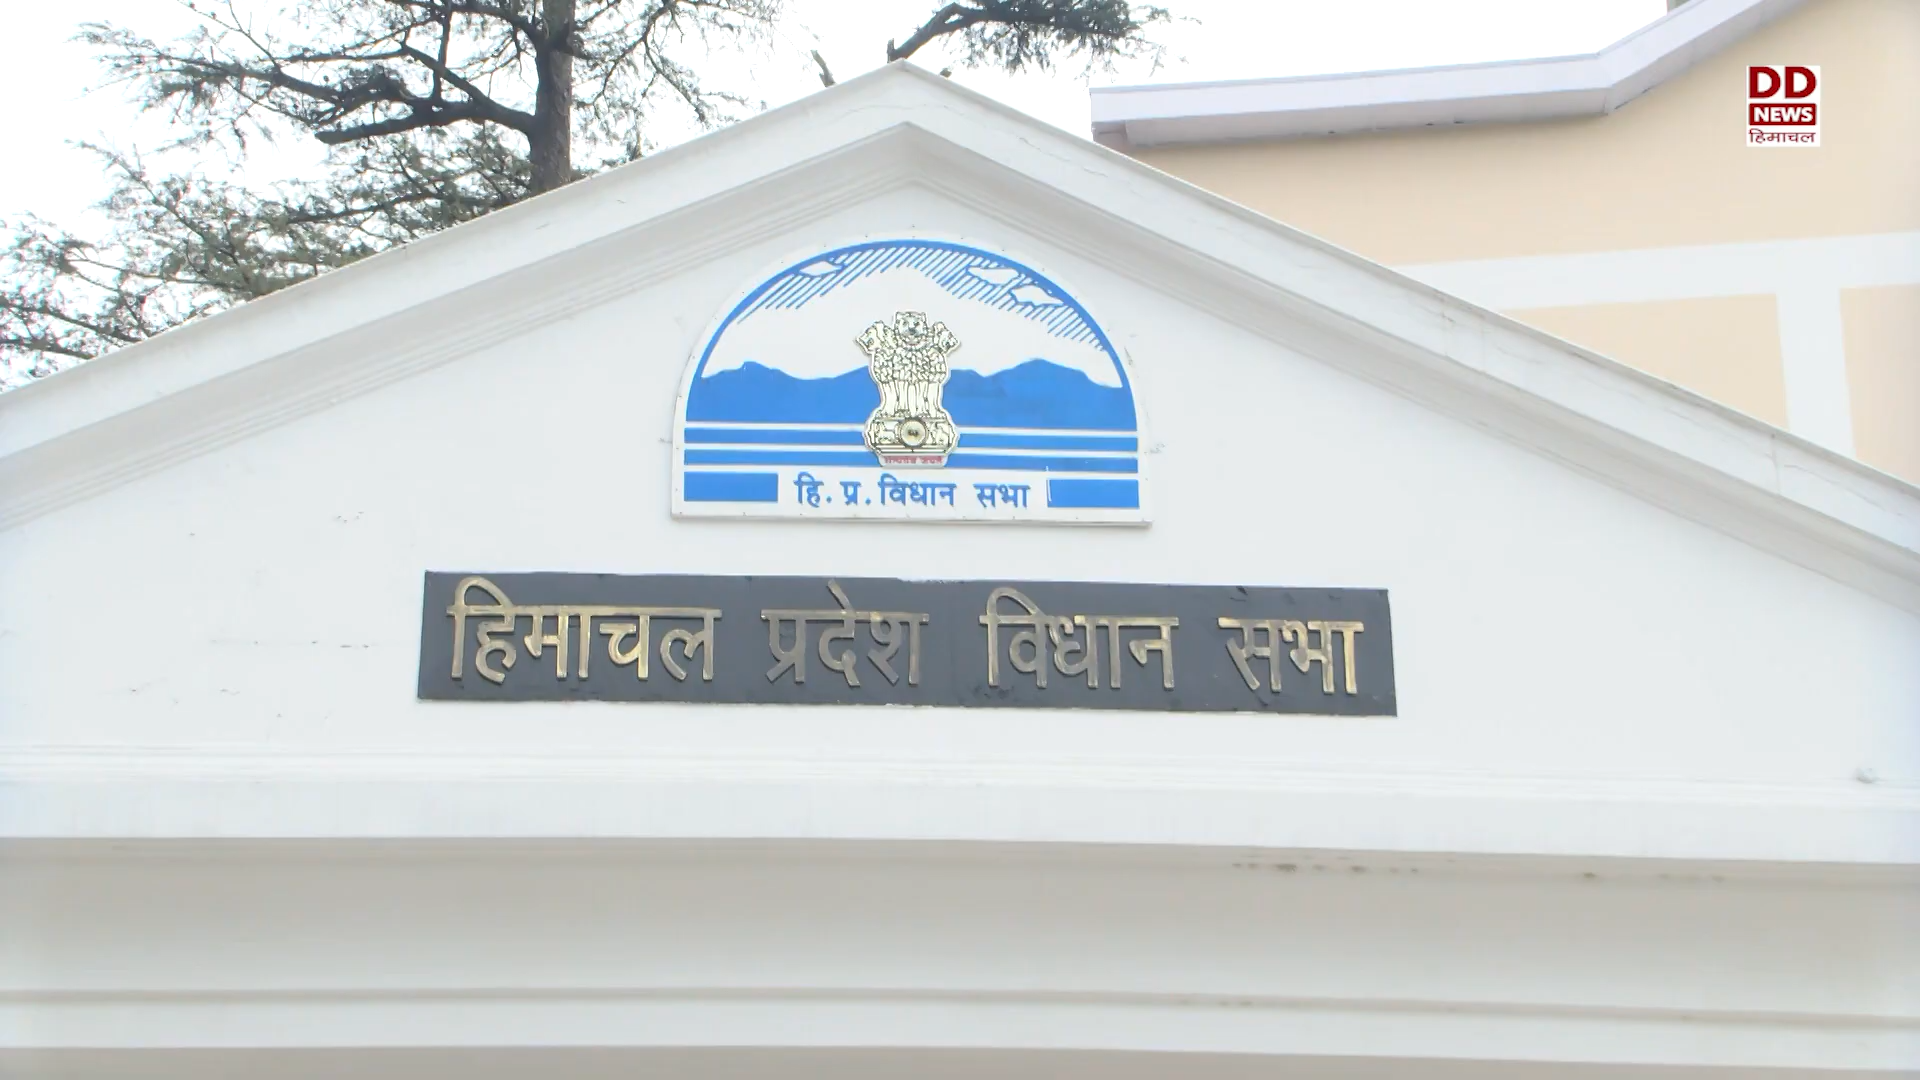 DD
NEWS
हिमाचल
हि. प्र. विधान सभा
हिमाचल प्रदेश विधान सभा